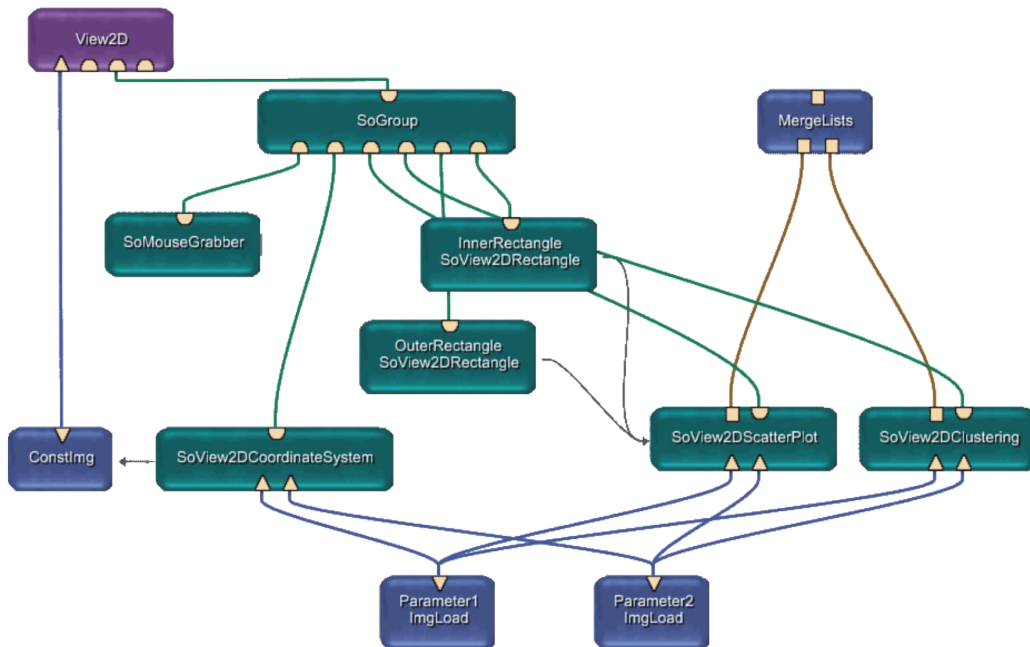 View2D
SoGroup
MergeLists
SoMouseGrabber
InnerRectangle
SoView2DRectangle
OuterRectangle
SoView2DRectangle
ConstImg
SoView2DCoordinateSystem
SoView2DScatterPlot
SoView2DClustering
Parameter1
ImgLoad
Parameter2
ImgLoad